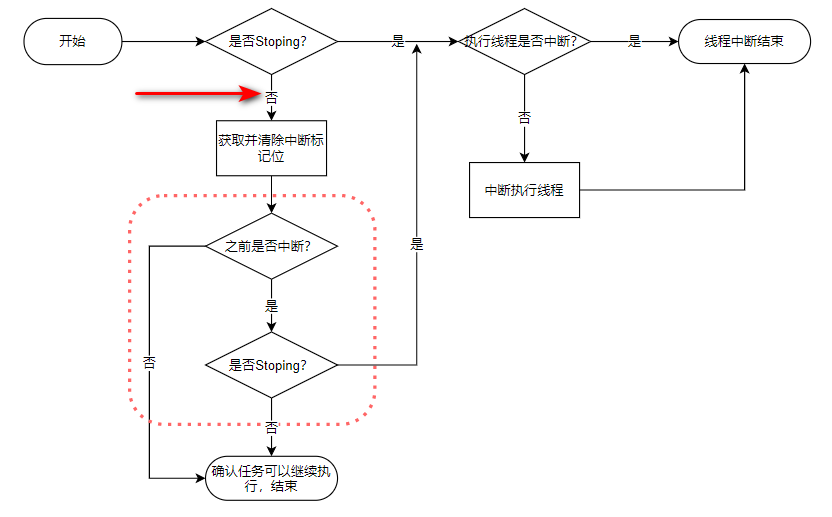 开始
是否Stoping?
是
执行线程是否中断?
是
线程中断结束
否
获取并清除中断标
记位
否
中断执行线程
之前是否中断?
是
是
否
是否Stoping?
否
确认任务可以继续执
行，结束